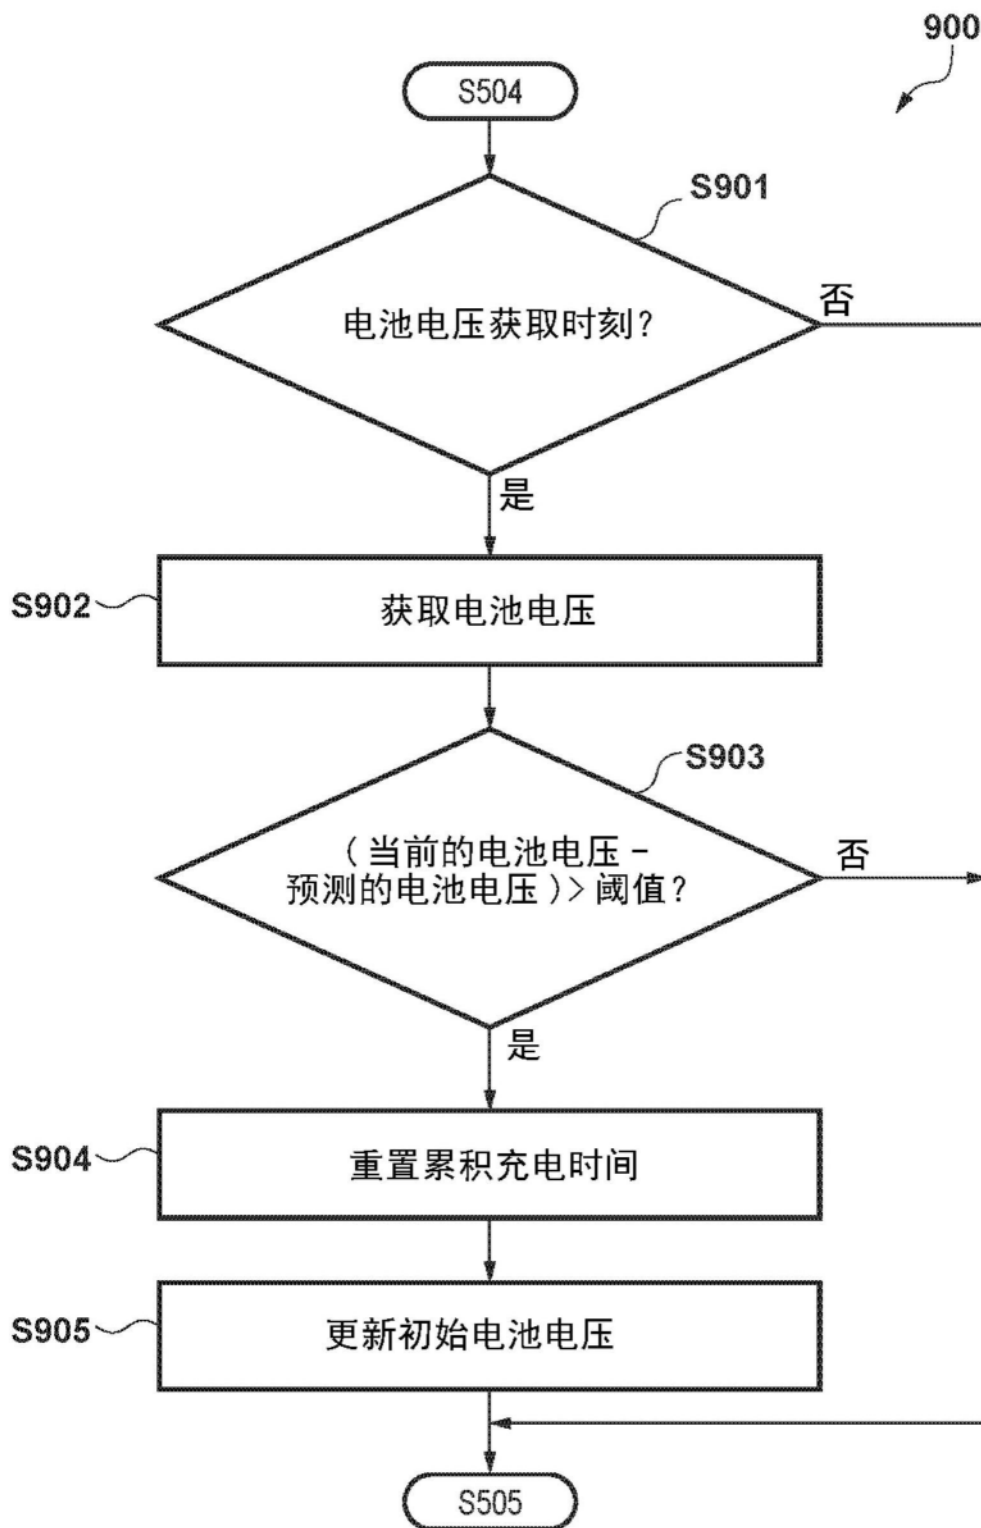 900
S504
S901
电池电压获取时刻？
否
是
S902
获取电池电压
S903
（当前的电池电压－
预测的电池电压）＞阈值？
否
是
S904
重置累积充电时间
S905
更新初始电池电压
S505